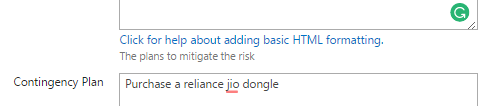 Click for help about adding basic HTML formatting.
The plans to mitigate the risk
Contingency Plan Purchase a reliance jio dongle